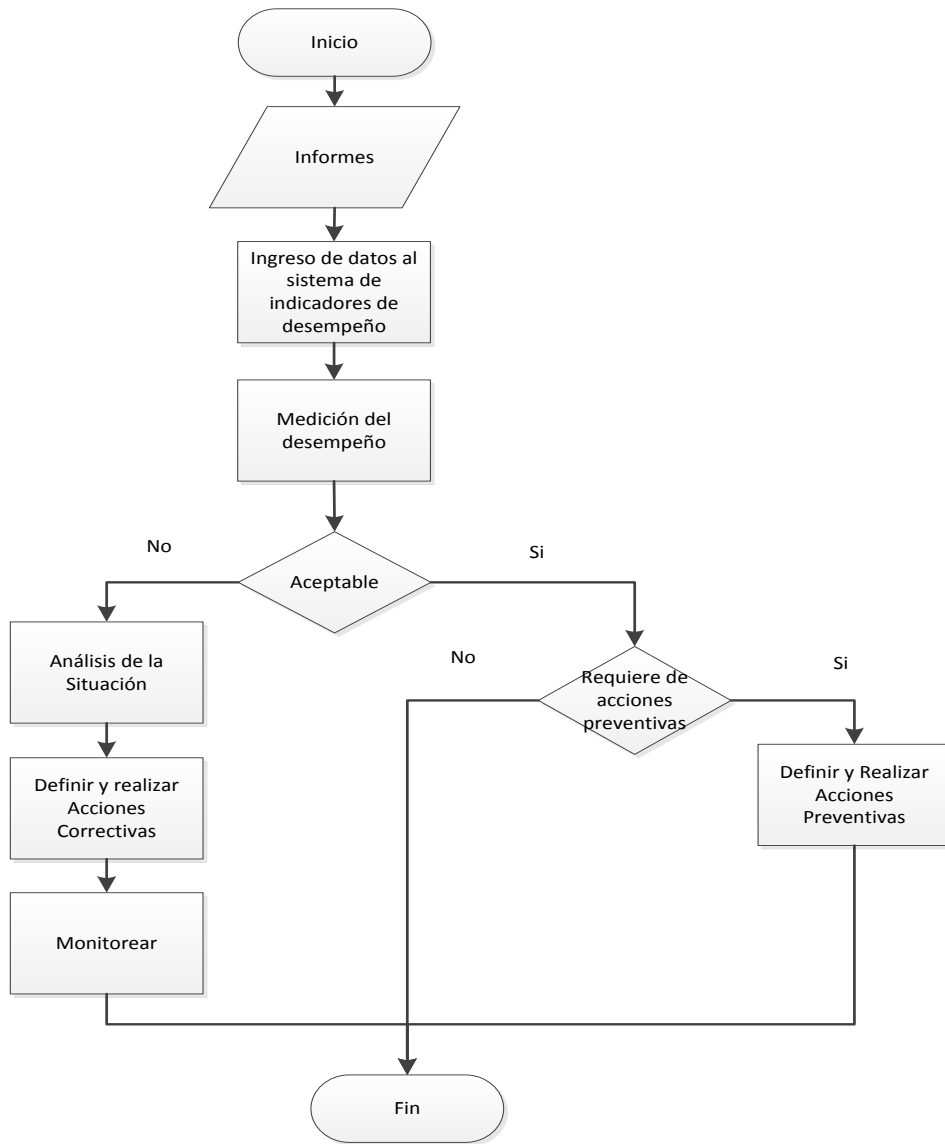 Inicio
Informes
Ingreso de datos al
sistema de
indicadores de
desempeño
Medición del
desempeño
No
Si
Aceptable
Análisis de la
Situación
No
Si
Requiere de
acciones
preventivas
Definir y realizar
Acciones
Correctivas
Definir y Realizar
Acciones
Preventivas
Monitorear
Fin